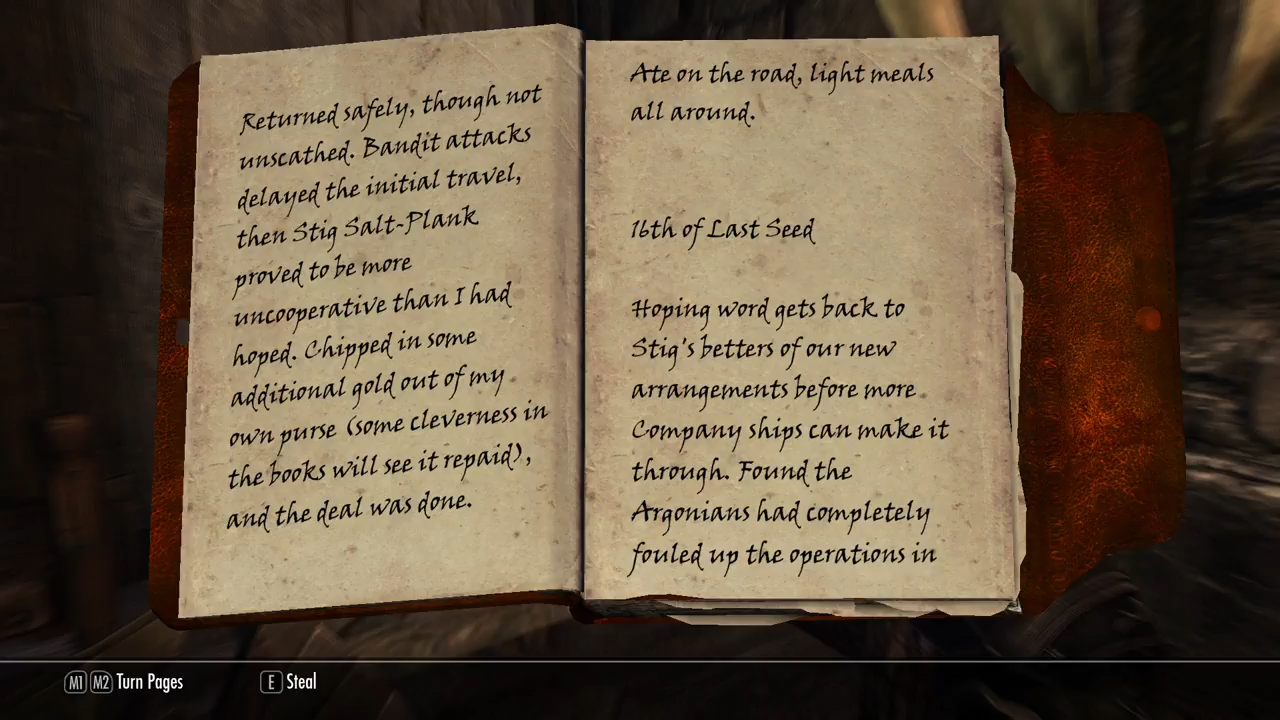 Returned safely, though not
unscathed. Bandit attacks
delayed the initial travel,
then Stig Salt-Plank
proved to be more
uncooperative than I had
hoped. Chipped in some
additional gold out of my
own purse (some cleverness in
the books will see it repaid),
and the deal was done.
Ate on the road, light meals
all around.
16th of Last Seed
Hoping word gets back to
Stig's betters of our new
arrangements before more
Company ships can make it
through. Found the
Argonians had completely
fouled up the operations in
M1 M2 Turn Pages
E Steal